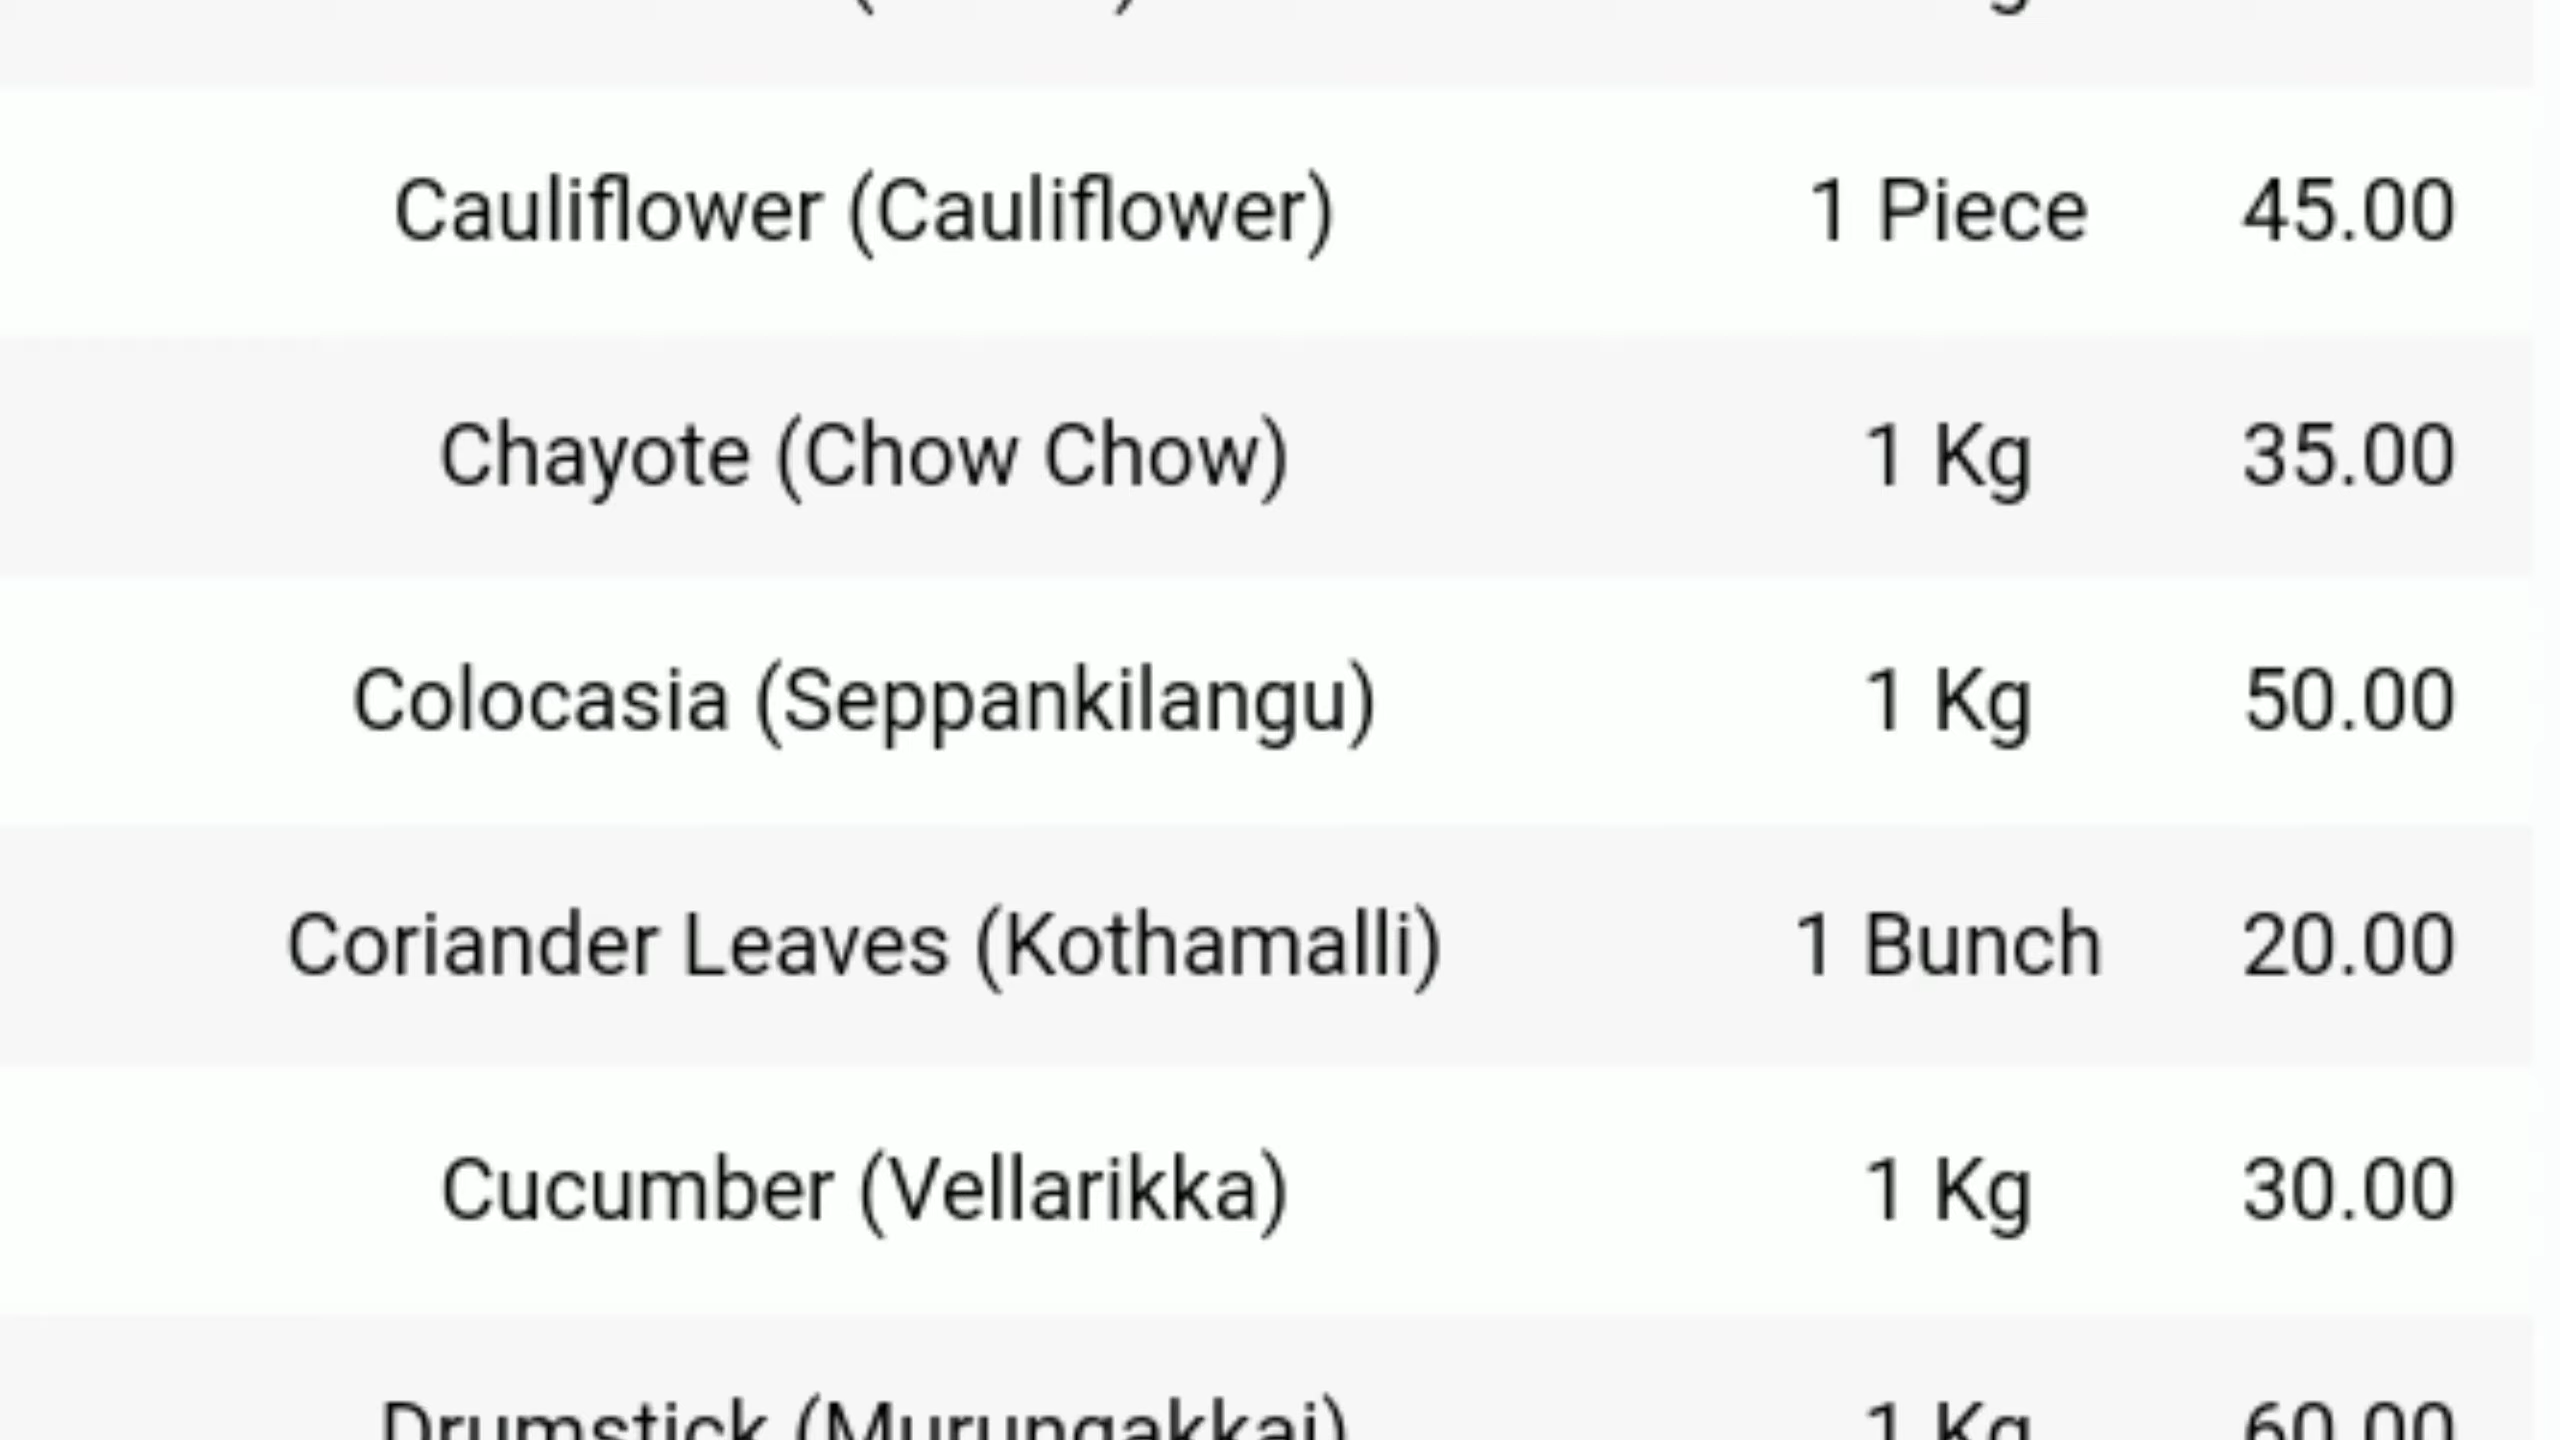 Cauliflower (Cauliflower) 1 Piece 45.00
Chayote (Chow Chow) 1 Kg 35.00
Colocasia (Seppankilangu) 1 Kg 50.00
Coriander Leaves (Kothamalli) 1 Bunch 20.00
Cucumber (Vellarikka) 1 Kg 30.00
Drumstick (Murungakkai) 1 Kg 60.00